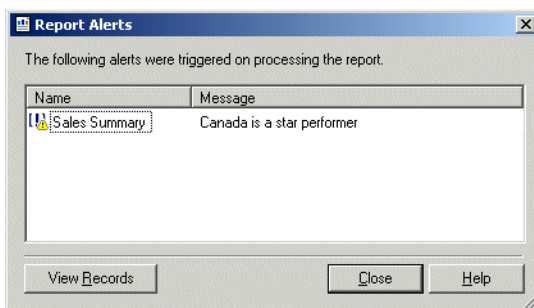 Report Alerts
The following alerts were triggered on processing the report.
Name Message
Sales Summary Canada is a star performer
View Records Close Help